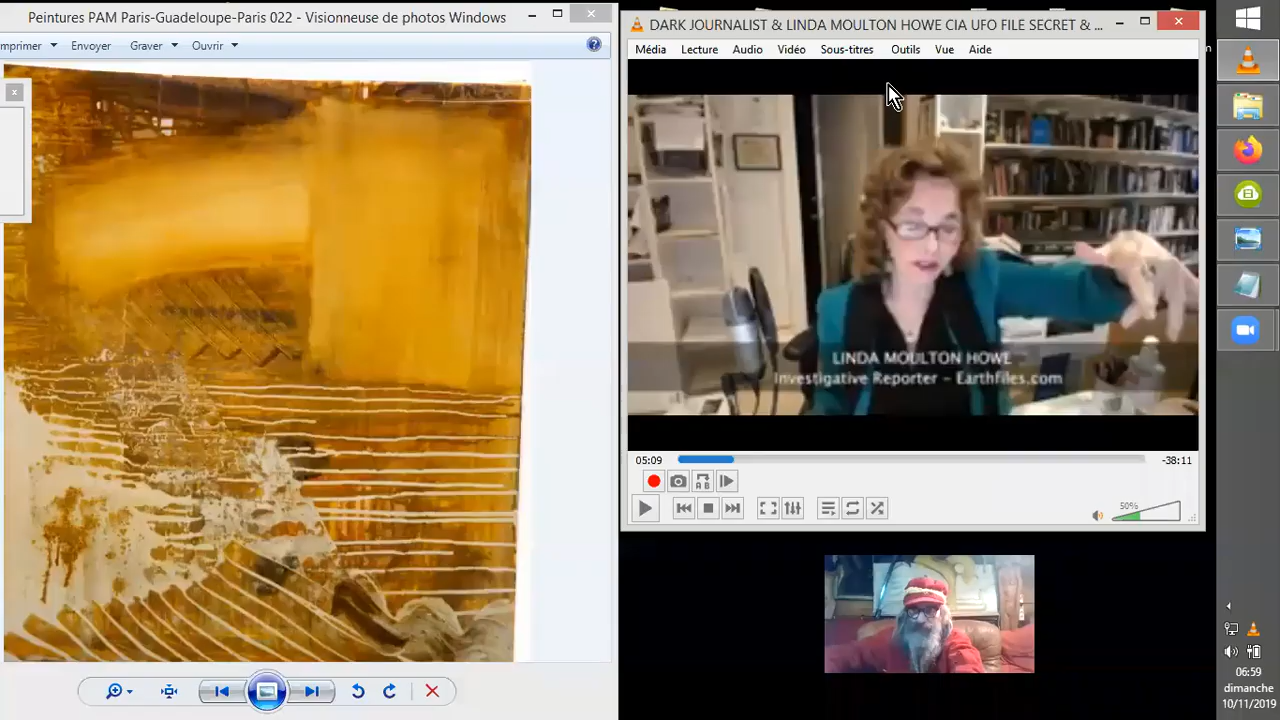 Peintures PAM Paris-Guadeloupe-Paris 022 - Visionneuse de photos Windows
mprimer Envoyer Graver Ouvrir
DARK JOURNALIST & LINDA MOULTON HOWE CIA UFO FILE SECRET & ...
Média Lecture Audio Vidéo Sous-titres Outils Vue Aide
LINDA MOULTON HOWE
Investigative Reporter - Earthfiles.com
05:09 -38:11
50%
06:59
dimanche
10/11/2019